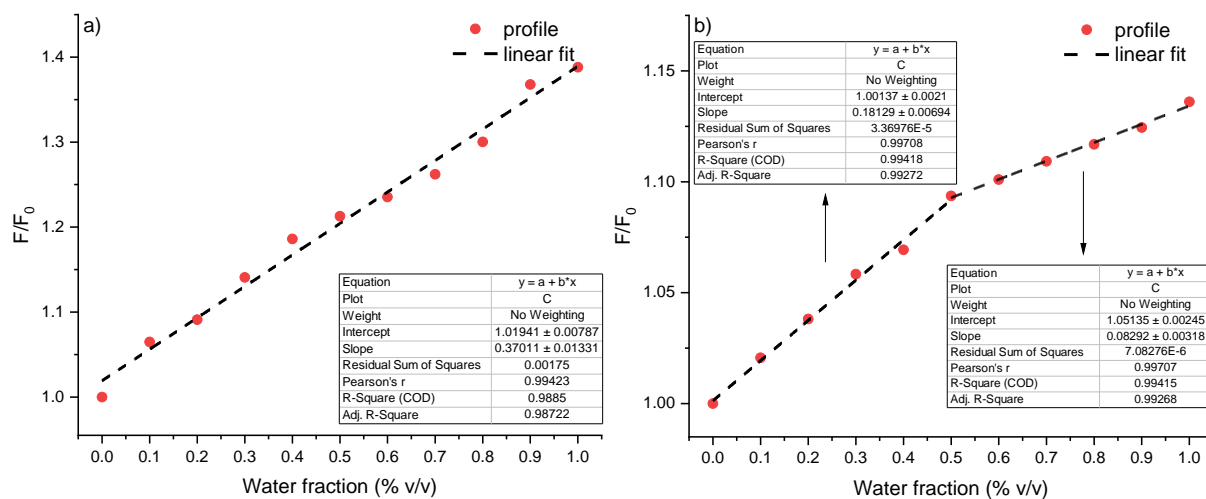 a)
profile
linear fit
1.4
1.3
1.2
1.1
1.0
F/F0
Equation y = a + b*x
Plot C
Weight No Weighting
Intercept 1.01941 ± 0.00787
Slope 0.37011 ± 0.01331
Residual Sum of Squares 0.00175
Pearson's r 0.99423
R-Square (COD) 0.9885
Adj. R-Square 0.98722
0.0 0.1 0.2 0.3 0.4 0.5 0.6 0.7 0.8 0.9 1.0
Water fraction (% v/v)
b)
profile
linear fit
Equation y = a + b*x
Plot C
Weight No Weighting
Intercept 1.00137 ± 0.0021
Slope 0.18129 ± 0.00694
Residual Sum of Squares 3.36976E-5
Pearson's r 0.99708
R-Square (COD) 0.99418
Adj. R-Square 0.99272
1.15
1.10
1.05
1.00
F/F0
Equation y = a + b*x
Plot C
Weight No Weighting
Intercept 1.05135 ± 0.00245
Slope 0.08292 ± 0.00318
Residual Sum of Squares 7.08276E-6
Pearson's r 0.99707
R-Square (COD) 0.99415
Adj. R-Square 0.99268
0.0 0.1 0.2 0.3 0.4 0.5 0.6 0.7 0.8 0.9 1.0
Water fraction (% v/v)